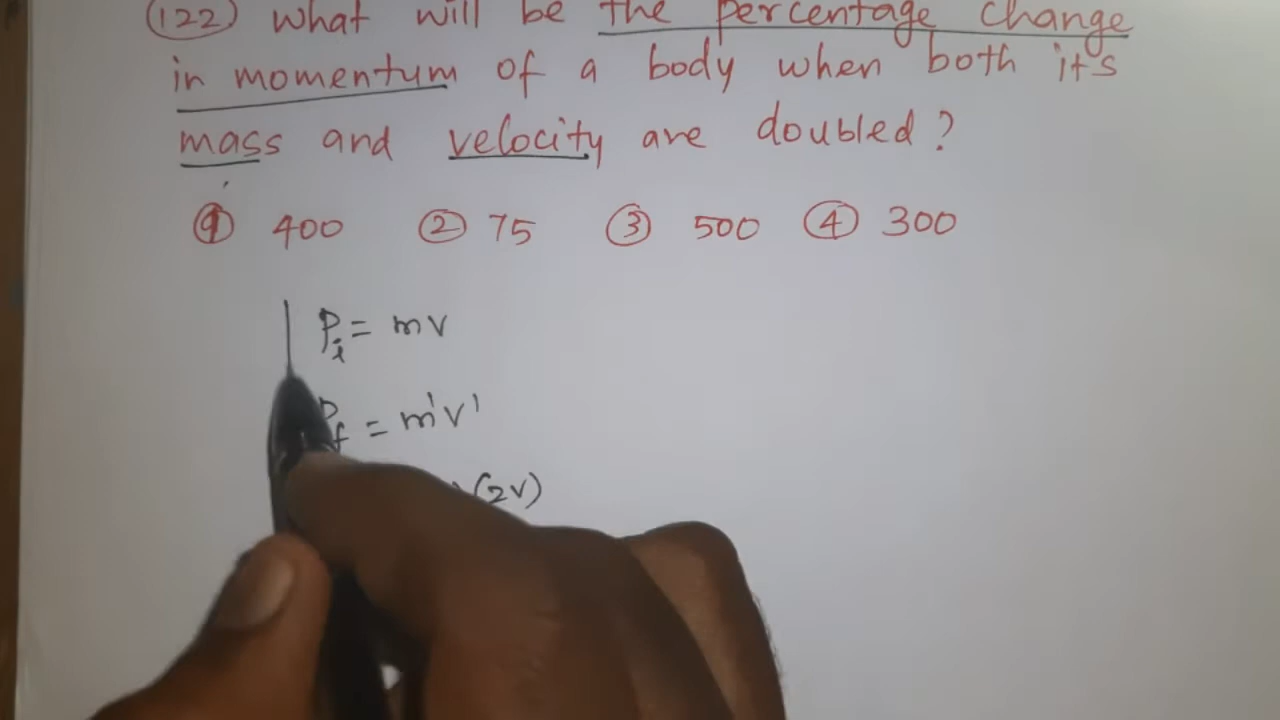 (122) What will be the percentage change
in momentum of a body when both it's
mass and velocity are doubled?
① 400 ② 75 ③ 500 ④ 300
Pi = mv
Pf = m'v'
(2v)